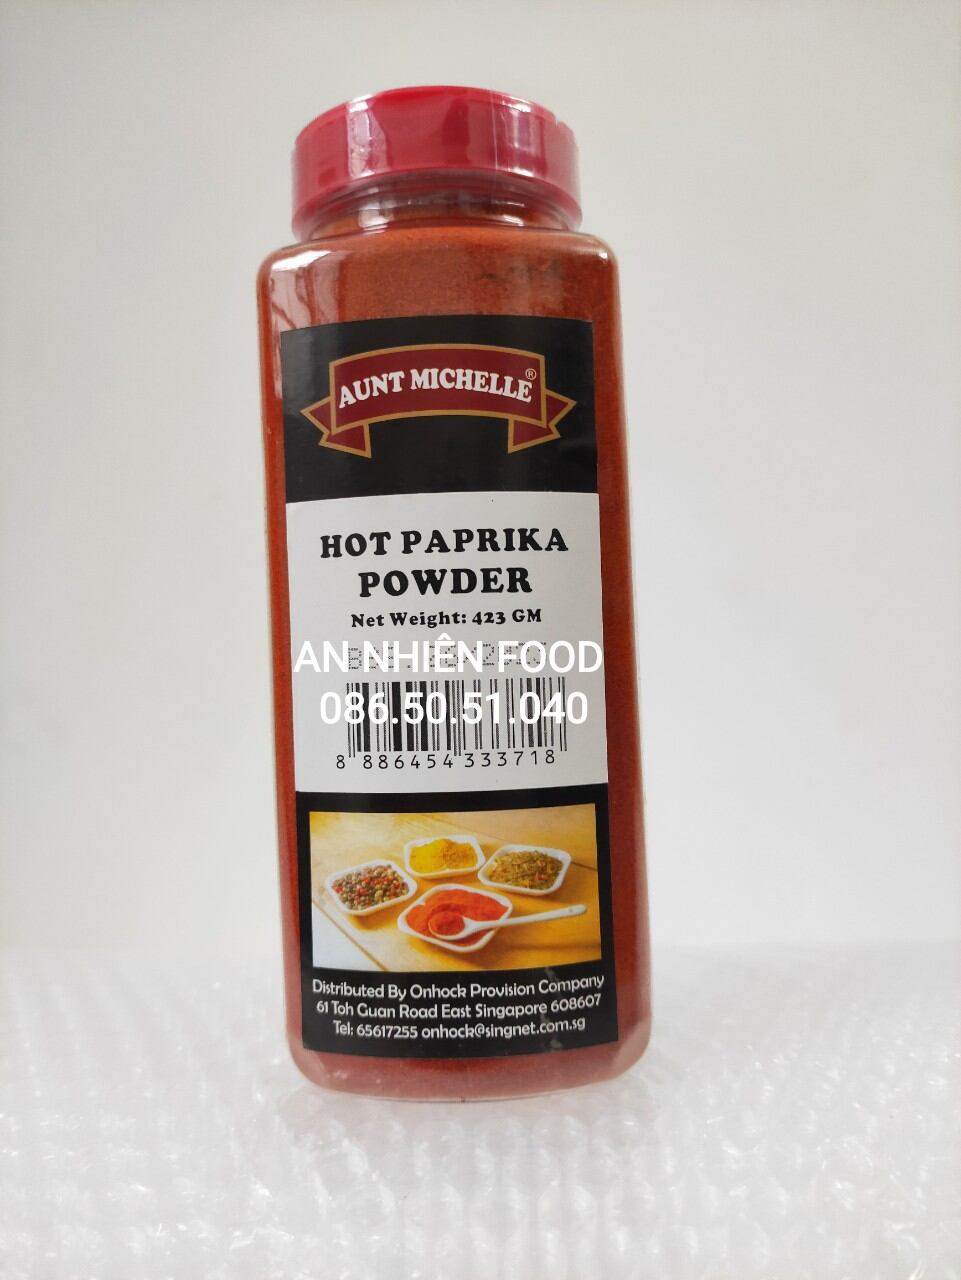 AUNT MICHELLE®
HOT PAPRIKA
POWDER
Net Weight: 423 GM
AN NHIÊN FOOD
086.50.51.040
8 886454 333718
Distributed By Onhock Provision Company
61 Toh Guan Road East Singapore 608607
Tel: 65617255 onhock@singnet.com.sg